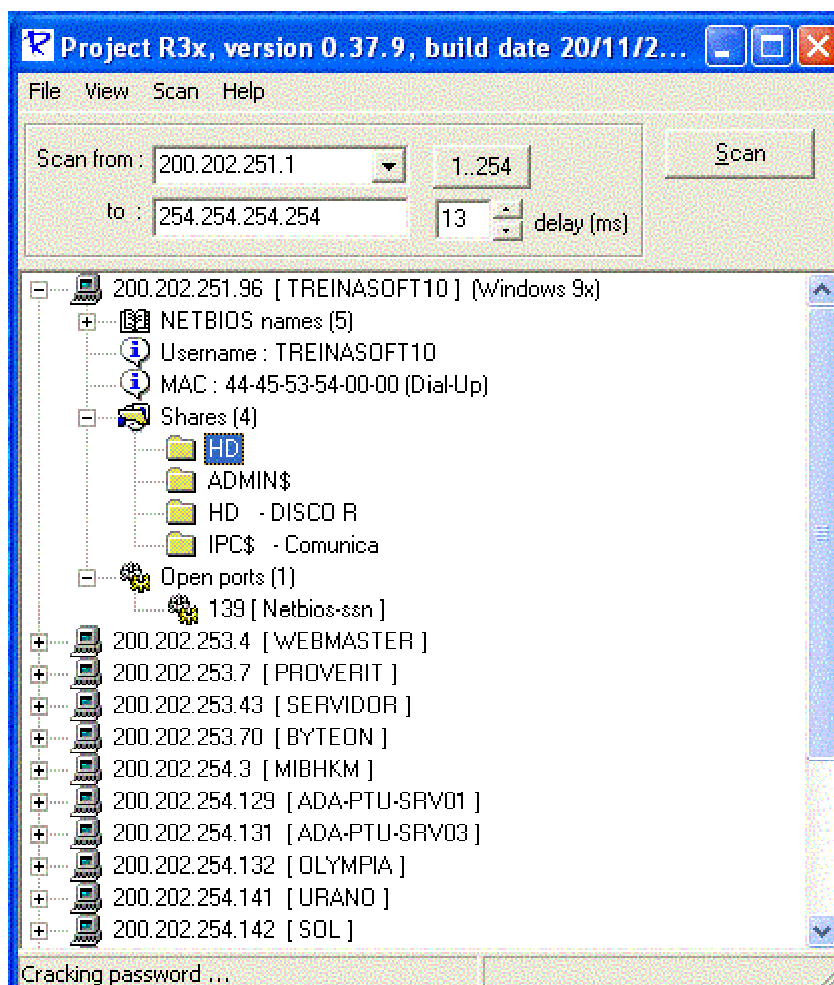 Project R3x, version 0.37.9, build date 20/11/2...
File View Scan Help
Scan from : 200.202.251.1 1..254 Scan
to : 254.254.254.254 13 delay (ms)
200.202.251.96 [ TREINASOFT10 ] (Windows 9x)
NETBIOS names (5)
Username : TREINASOFT10
MAC : 44-45-53-54-00-00 (Dial-Up)
Shares (4)
HD
ADMIN$
HD - DISCO R
IPC$ - Comunica
Open ports (1)
139 [ Netbios-ssn ]
200.202.253.4 [ WEBMASTER ]
200.202.253.7 [ PROVERIT ]
200.202.253.43 [ SERVIDOR ]
200.202.253.70 [ BYTEON ]
200.202.254.3 [ MIBHKM ]
200.202.254.129 [ ADA-PTU-SRV01 ]
200.202.254.131 [ ADA-PTU-SRV03 ]
200.202.254.132 [ OLYMPIA ]
200.202.254.141 [ URANO ]
200.202.254.142 [ SOL ]
Cracking password ...